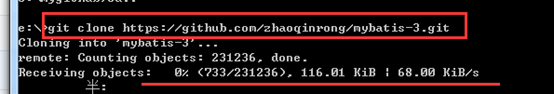 e:\>git clone https://github.com/zhaoqinrong/mybatis-3.git
Cloning into 'mybatis-3'...
remote: Counting objects: 231236, done.
Receiving objects:   0% (733/231236), 116.01 KiB | 68.00 KiB/s
半: